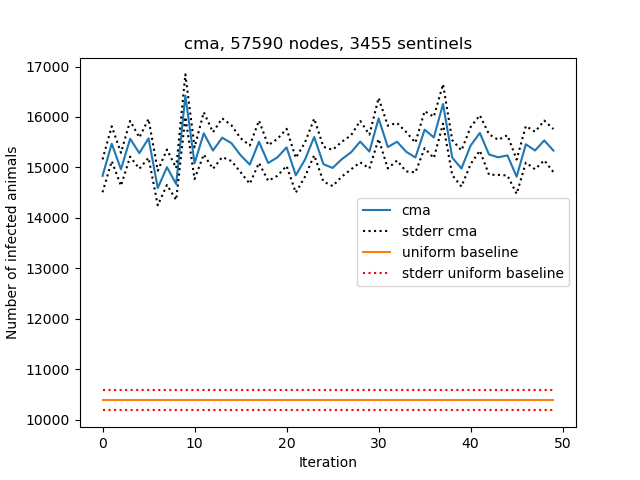 cma, 57590 nodes, 3455 sentinels
Number of infected animals
17000
16000
15000
14000
13000
12000
11000
10000
cma
stderr cma
uniform baseline
stderr uniform baseline
0
10
20
30
40
50
Iteration